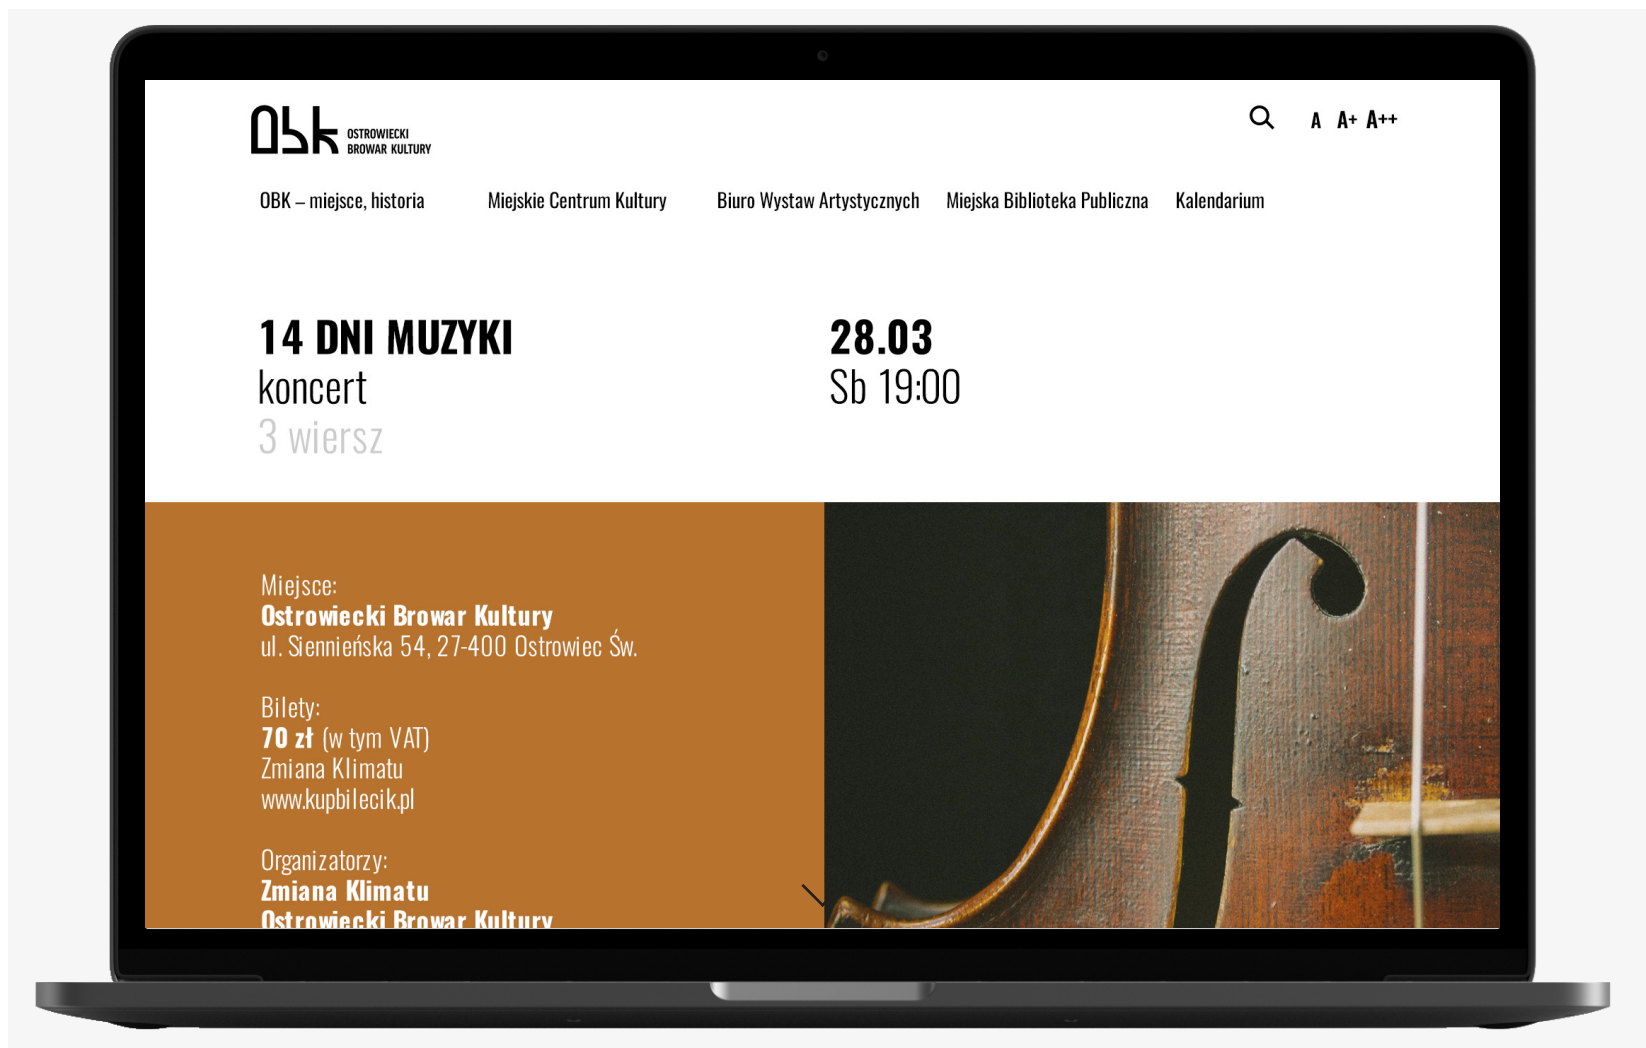 Obk OSTROWIECKI
BROWAR KULTURY
A A+ A++
OBK – miejsce, historia
Miejskie Centrum Kultury
Biuro Wystaw Artystycznych
Miejska Biblioteka Publiczna
Kalendarium
14 DNI MUZYKI
koncert
3 wiersz
28.03
Sb 19:00
Miejsce:
Ostrowiecki Browar Kultury
ul. Siennieńska 54, 27-400 Ostrowiec Św.
Bilety:
70 zł (w tym VAT)
Zmiana Klimatu
www.kupbilecik.pl
Organizatorzy:
Zmiana Klimatu
Ostrowiecki Browar Kultury